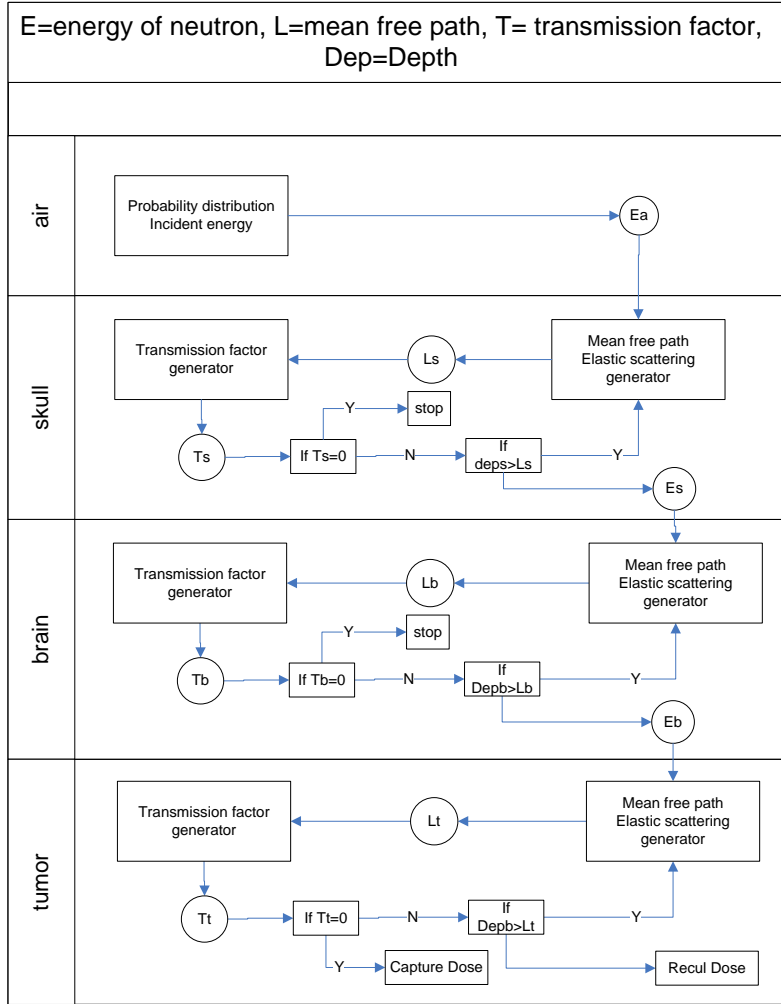 E=energy of neutron, L=mean free path, T= transmission factor,
Dep=Depth
air
Probability distribution
Incident energy
Ea
skull
Transmission factor
generator
Ls
Mean free path
Elastic scattering
generator
Y
stop
Ts
If Ts=0
N
If
deps>Ls
Y
Es
brain
Transmission factor
generator
Lb
Mean free path
Elastic scattering
generator
Y
stop
Tb
If Tb=0
N
If
Depb>Lb
Y
Eb
tumor
Transmission factor
generator
Lt
Mean free path
Elastic scattering
generator
Tt
If Tt=0
N
If
Depb>Lt
Y
Y
Capture Dose
Recul Dose